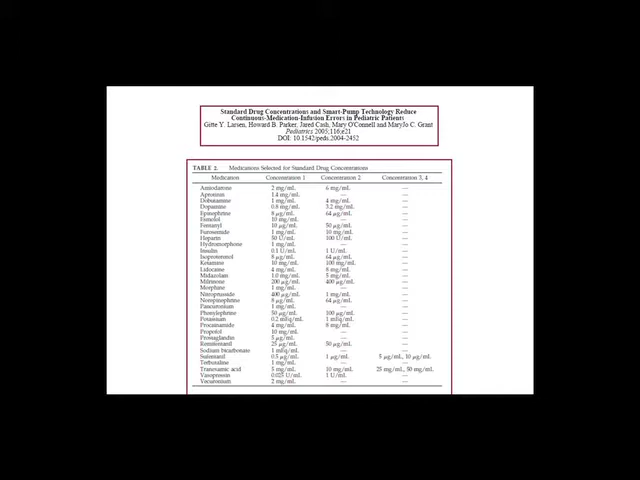 Standard Drug Concentrations and Smart-Pump Technology Reduce
Continuous-Medication-Infusion Errors in Pediatric Patients
Gitte Y. Larsen, Howard B. Parker, Jared Cash, Mary O'Connell and MaryJo C. Grant
Pediatrics 2005;116;e21
DOI: 10.1542/peds.2004-2452
TABLE 2. Medications Selected for Standard Drug Concentrations
Medication Concentration 1 Concentration 2 Concentration 3, 4
Amiodarone 2 mg/mL 6 mg/mL —
Aprotinin 1.4 mg/mL — —
Dobutamine 1 mg/mL 4 mg/mL —
Dopamine 0.8 mg/mL 3.2 mg/mL —
Epinephrine 8 μg/mL 64 μg/mL —
Esmolol 10 mg/mL — —
Fentanyl 10 μg/mL 50 μg/mL —
Furosemide 1 mg/mL 10 mg/mL —
Heparin 50 U/mL 100 U/mL —
Hydromorphone 1 mg/mL — —
Insulin 0.1 U/mL 1 U/mL —
Isoproterenol 8 μg/mL 64 μg/mL —
Ketamine 10 mg/mL 100 mg/mL —
Lidocaine 4 mg/mL 8 mg/mL —
Midazolam 1.0 mg/mL 5 mg/mL —
Milrinone 200 μg/mL 400 μg/mL —
Morphine 1 mg/mL — —
Nitroprusside 400 μg/mL 1 mg/mL —
Norepinephrine 8 μg/mL 64 μg/mL —
Pancuronium 1 mg/mL — —
Phenylephrine 50 μg/mL 100 μg/mL —
Potassium 0.2 mEq/mL 1 mEq/mL —
Procainamide 4 mg/mL 8 mg/mL —
Propofol 10 mg/mL — —
Prostaglandin 5 μg/mL — —
Remifentanil 25 μg/mL 50 μg/mL —
Sodium bicarbonate 1 mEq/mL — —
Sufentanil 0.5 μg/mL 1 μg/mL 5 μg/mL, 10 μg/mL
Terbutaline 1 mg/mL — —
Tranexamic acid 5 mg/mL 10 mg/mL 25 mg/mL, 50 mg/mL
Vasopressin 0.025 U/mL 1 U/mL —
Vecuronium 2 mg/mL — —